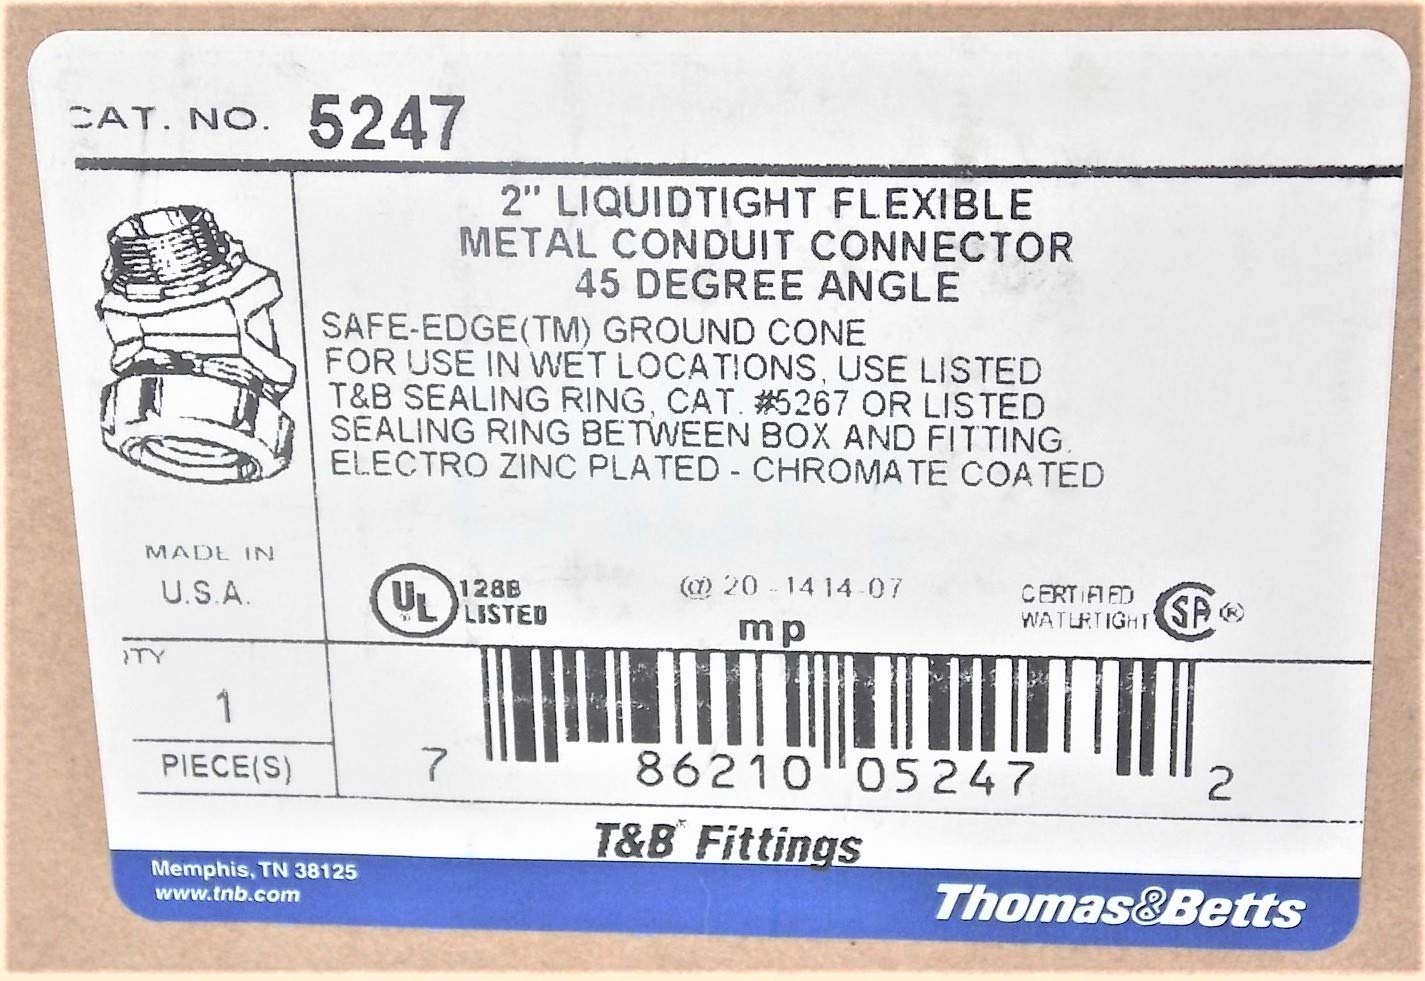 CAT. NO. 5247
2" LIQUIDTIGHT FLEXIBLE
METAL CONDUIT CONNECTOR
45 DEGREE ANGLE
SAFE-EDGE(TM) GROUND CONE
FOR USE IN WET LOCATIONS, USE LISTED
T&B SEALING RING, CAT. #5267 OR LISTED
SEALING RING BETWEEN BOX AND FITTING.
ELECTRO ZINC PLATED - CHROMATE COATED
MADE IN
U.S.A.
UL 128B
LISTED
@ 20 - 1414-07
mp
CERTIFIED
WATERTIGHT SA ®
QTY
1
PIECE(S)
7 86210 05247 2
T&B Fittings
Memphis, TN 38125
www.tnb.com
Thomas&Betts